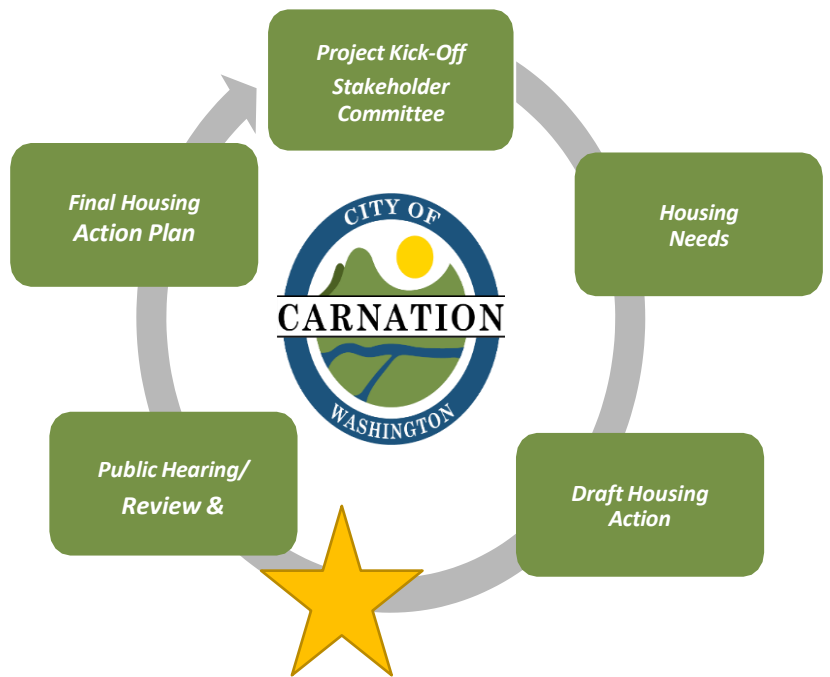 Project Kick-Off
Stakeholder
Committee
Housing
Needs
Draft Housing
Action
Public Hearing/
Review &
Final Housing
Action Plan
CITY OF
CARNATION
WASHINGTON